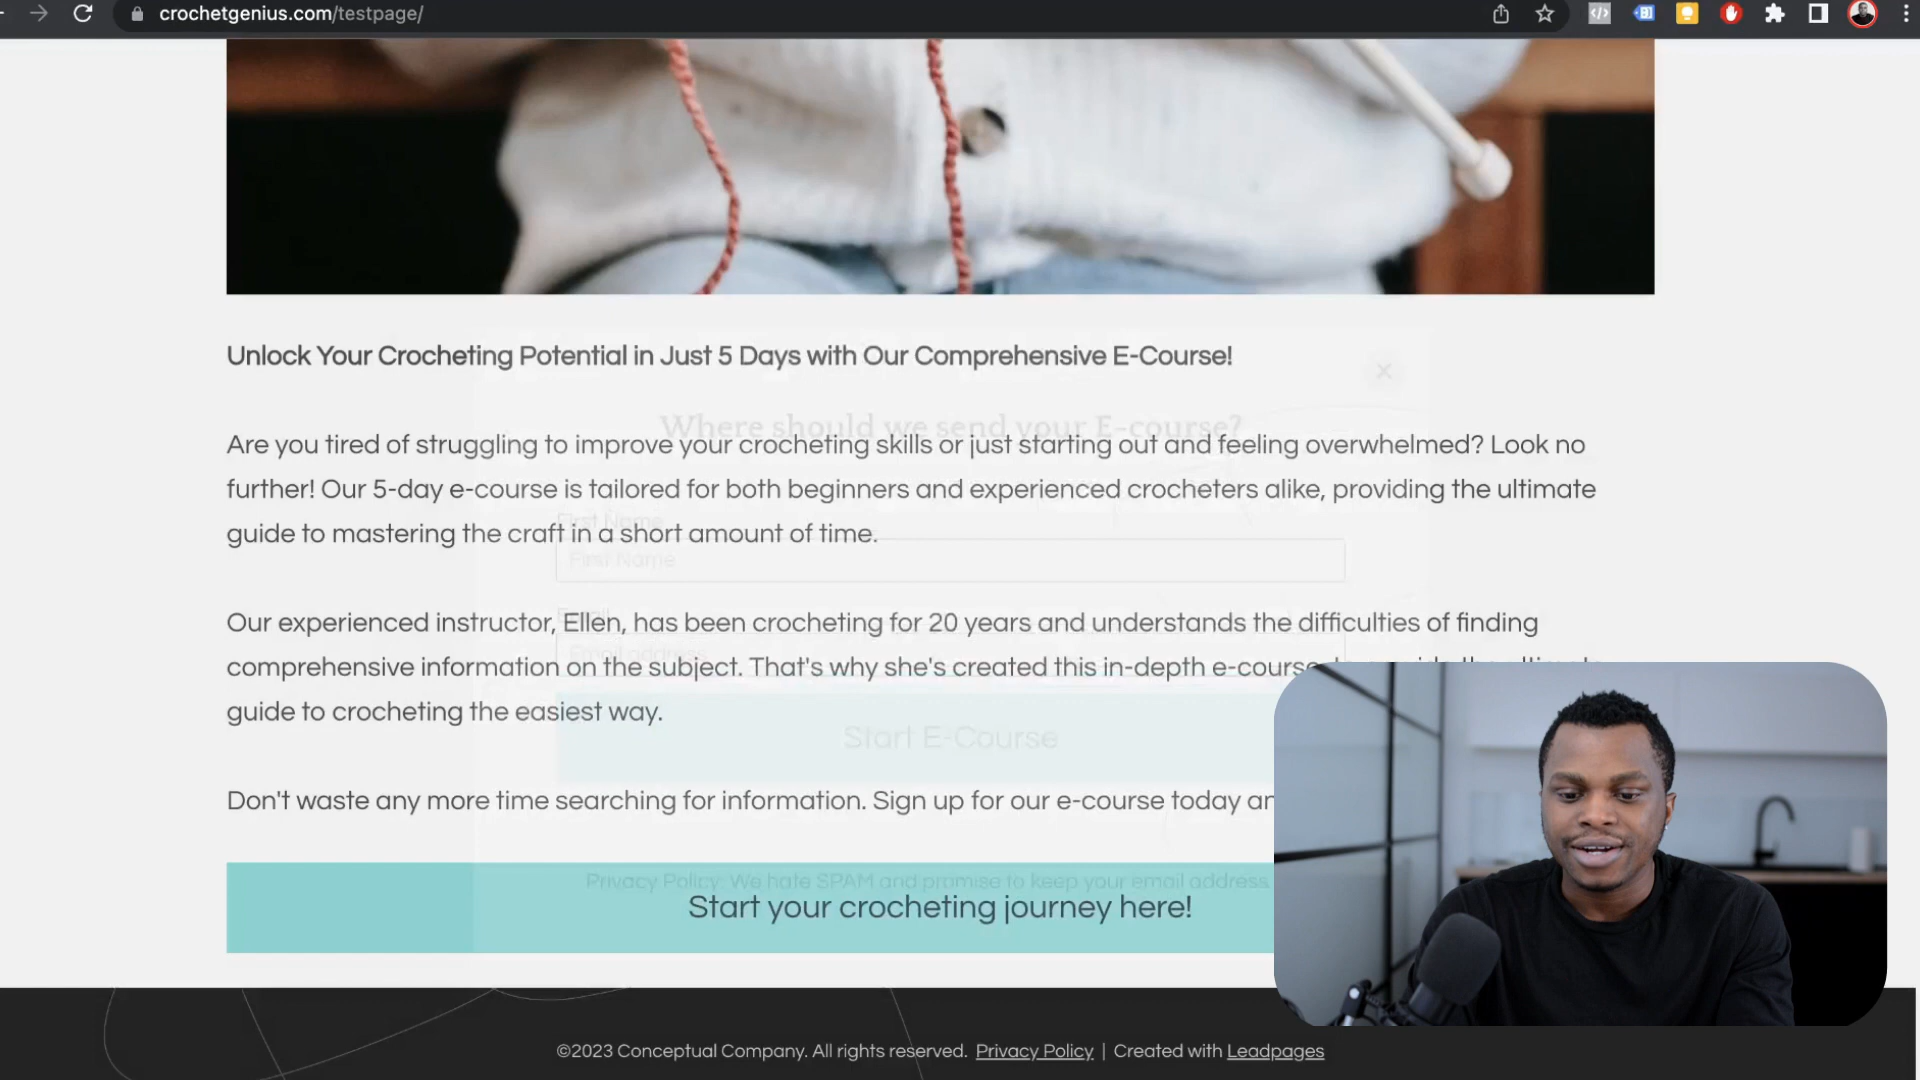 crochetgenius.com/testpage/
Unlock Your Crocheting Potential in Just 5 Days with Our Comprehensive E-Course!
Where should we send your E-course?
Are you tired of struggling to improve your crocheting skills or just starting out and feeling overwhelmed? Look no
further! Our 5-day e-course is tailored for both beginners and experienced crocheters alike, providing the ultimate
First Name
guide to mastering the craft in a short amount of time.
First Name
Email
Our experienced instructor, Ellen, has been crocheting for 20 years and understands the difficulties of finding
Email address
comprehensive information on the subject. That's why she's created this in-depth e-course
guide to crocheting the easiest way.
Start E-Course
Don't waste any more time searching for information. Sign up for our e-course today
Privacy Policy: We hate SPAM and promise to keep your email address
Start your crocheting journey here!
©2023 Conceptual Company. All rights reserved. Privacy Policy | Created with Leadpages